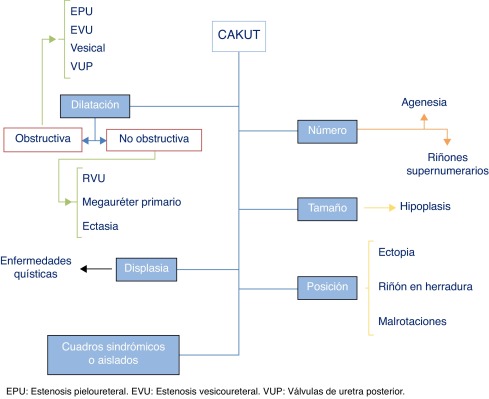 CAKUT
EPU
EVU
Vesical
VUP
Dilatación
Obstructiva
No obstructiva
RVU
Megauréter primario
Ectasia
Enfermedades
quísticas
Displasia
Cuadros sindrómicos
o aislados
Agenesia
Número
Riñones
supernumerarios
Tamaño
Hipoplasis
Ectopia
Posición
Riñón en herradura
Malrotaciones
EPU: Estenosis pieloureteral. EVU: Estenosis vesicoureteral. VUP: Vàlvulas de uretra posterior.